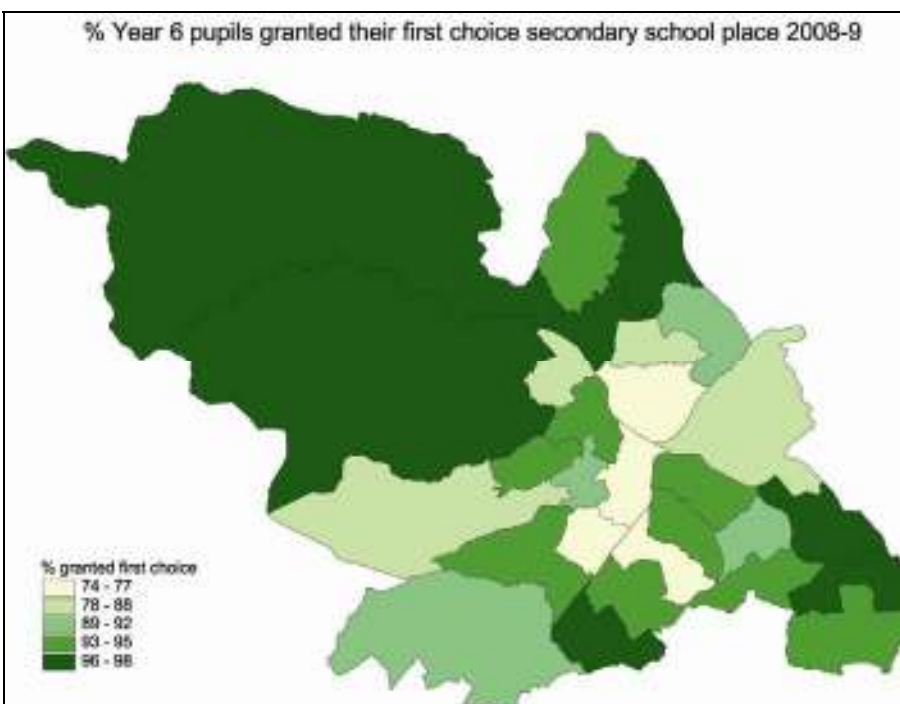 % Year 6 pupils granted their first choice secondary school place 2008-9
% granted first choice
74 - 77
78 - 88
89 - 92
93 - 95
96 - 98